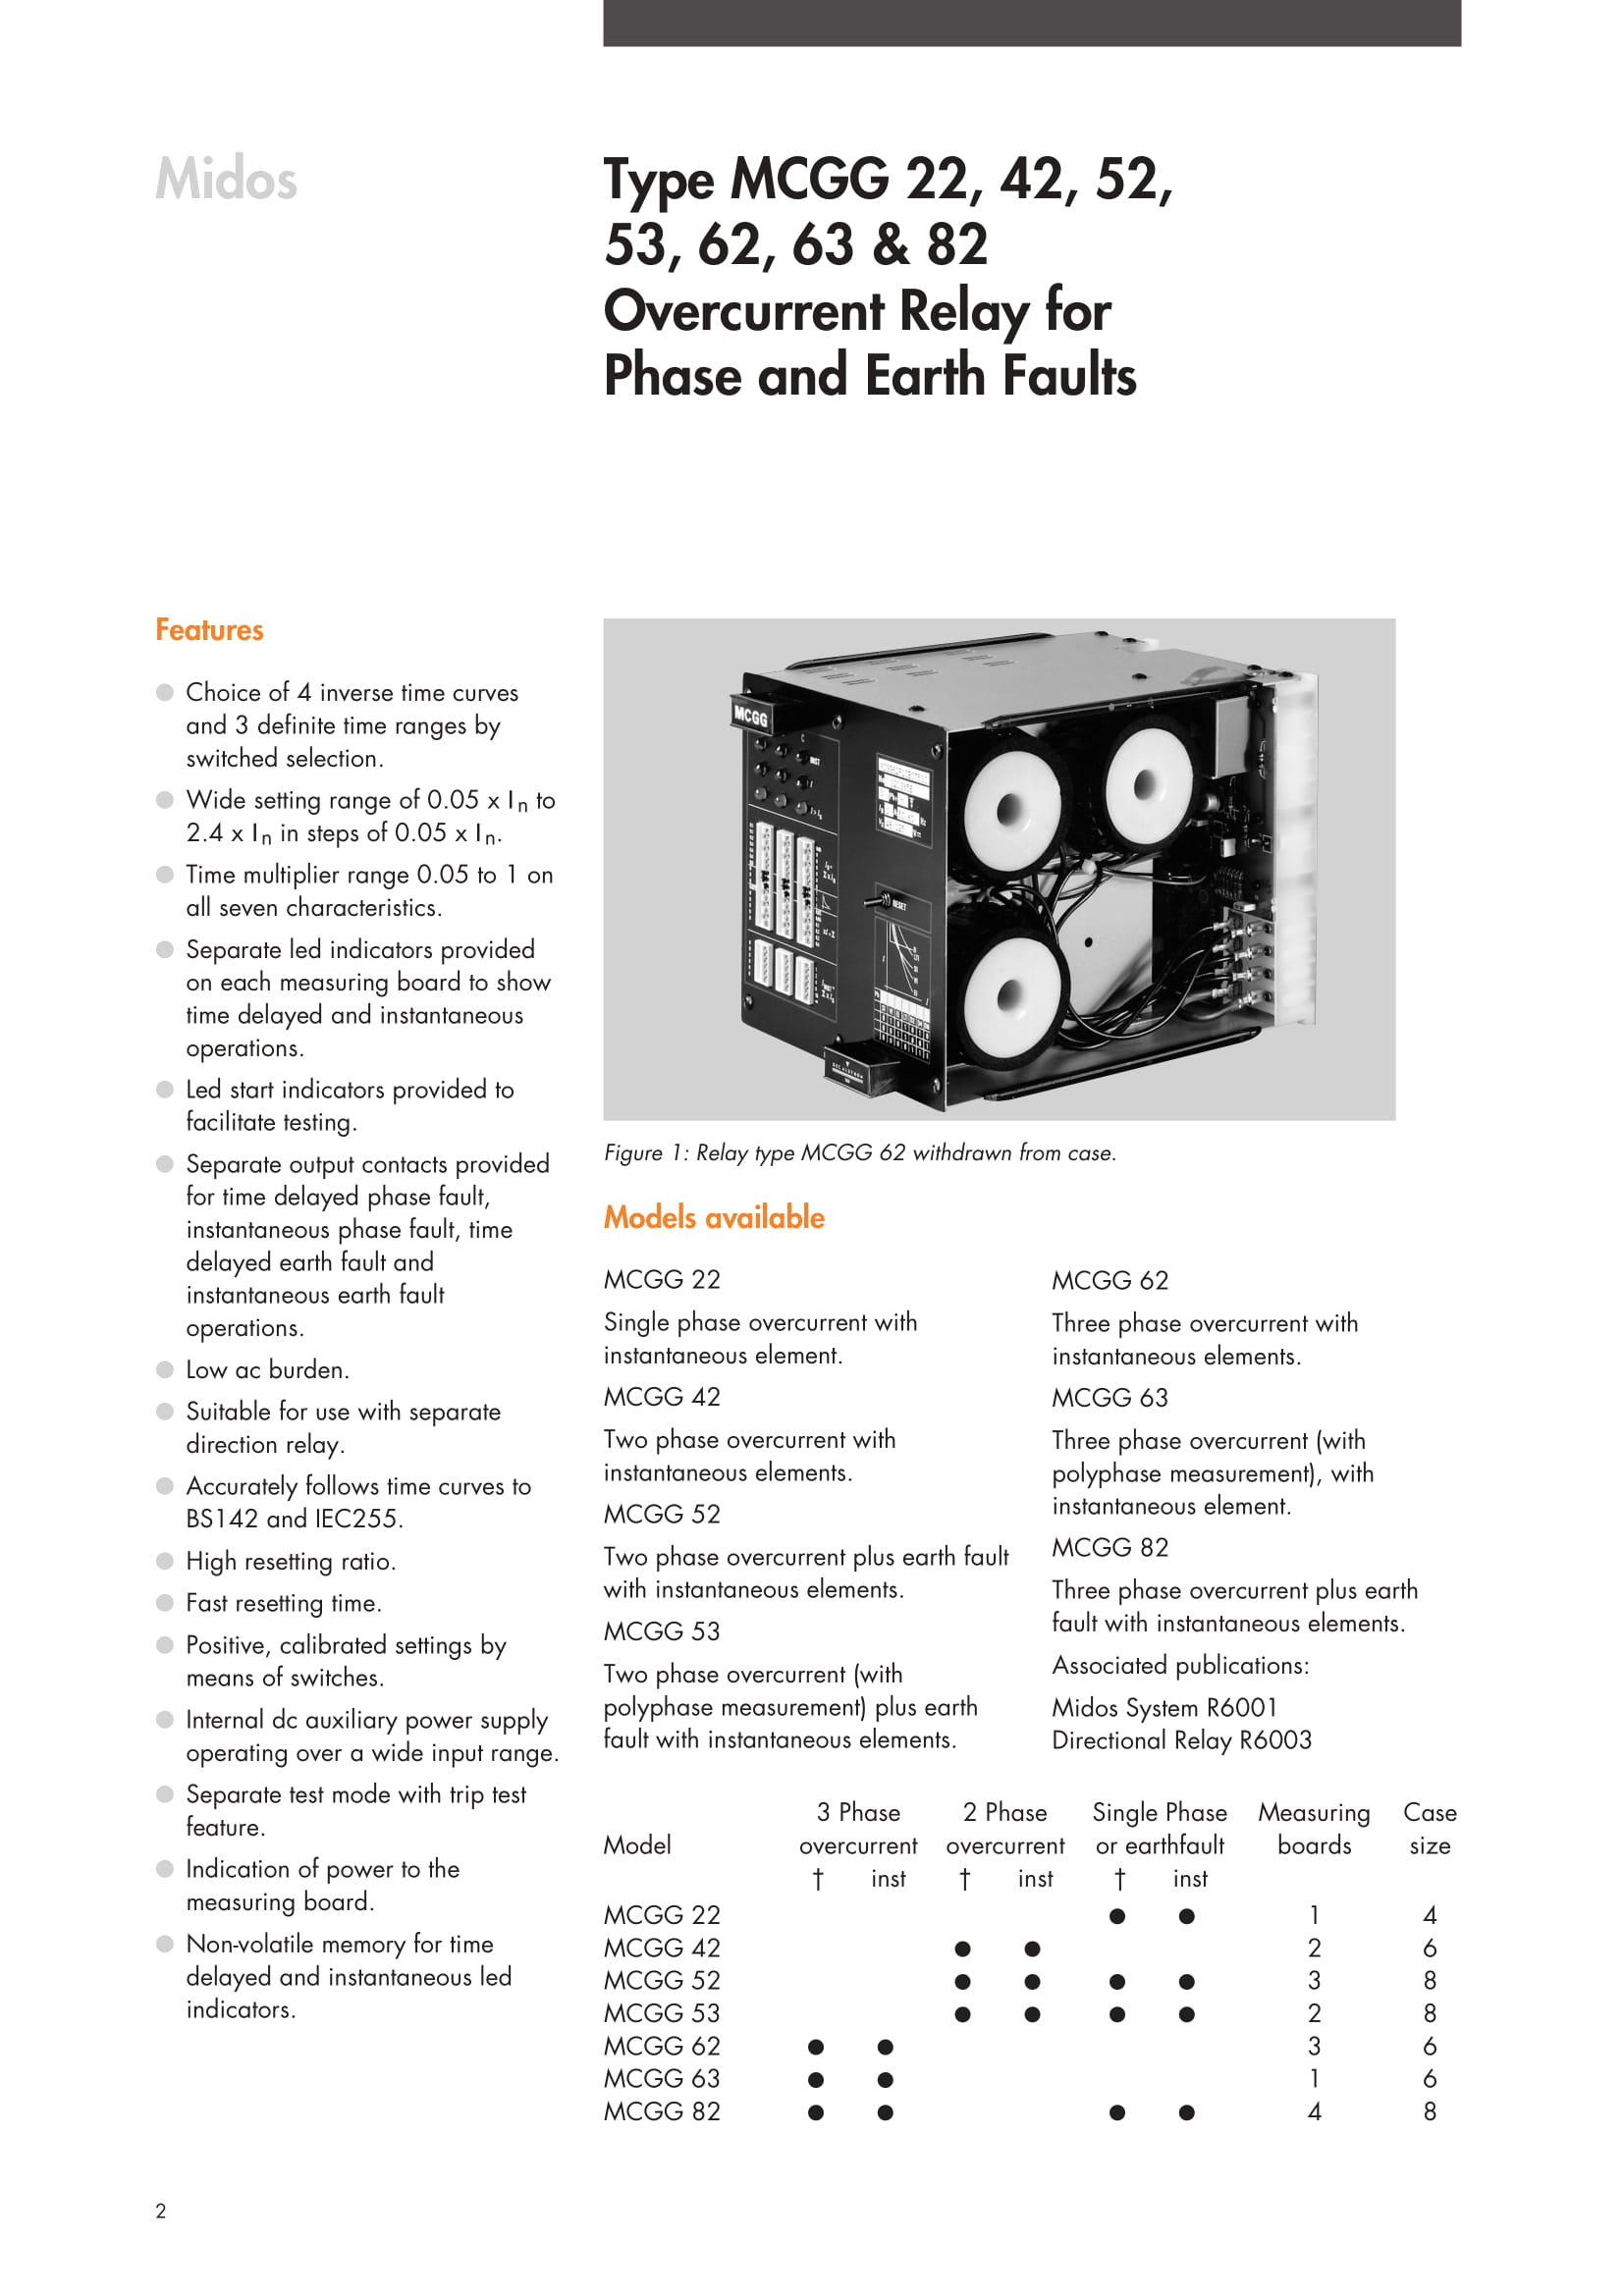 Midos
Type MCGG 22, 42, 52,
53, 62, 63 & 82
Overcurrent Relay for
Phase and Earth Faults
Features
Choice of 4 inverse time curves
and 3 definite time ranges by
switched selection.
Wide setting range of 0.05 x In to
2.4 x In in steps of 0.05 x In.
Time multiplier range 0.05 to 1 on
all seven characteristics.
Separate led indicators provided
on each measuring board to show
time delayed and instantaneous
operations.
Led start indicators provided to
facilitate testing.
Separate output contacts provided
for time delayed phase fault,
instantaneous phase fault, time
delayed earth fault and
instantaneous earth fault
operations.
Low ac burden.
Suitable for use with separate
direction relay.
Accurately follows time curves to
BS142 and IEC255.
High resetting ratio.
Fast resetting time.
Positive, calibrated settings by
means of switches.
Internal dc auxiliary power supply
operating over a wide input range.
Separate test mode with trip test
feature.
Indication of power to the
measuring board.
Non-volatile memory for time
delayed and instantaneous led
indicators.
MCGG
INST
RESET
Figure 1: Relay type MCGG 62 withdrawn from case.
Models available
MCGG 22
Single phase overcurrent with
instantaneous element.
MCGG 42
Two phase overcurrent with
instantaneous elements.
MCGG 52
Two phase overcurrent plus earth fault
with instantaneous elements.
MCGG 53
Two phase overcurrent (with
polyphase measurement) plus earth
fault with instantaneous elements.
MCGG 62
Three phase overcurrent with
instantaneous elements.
MCGG 63
Three phase overcurrent (with
polyphase measurement), with
instantaneous element.
MCGG 82
Three phase overcurrent plus earth
fault with instantaneous elements.
Associated publications:
Midos System R6001
Directional Relay R6003
3 Phase 2 Phase Single Phase Measuring Case
Model overcurrent overcurrent or earthfault boards size
† inst † inst † inst
MCGG 22 ● ● 1 4
MCGG 42 ● ● 2 6
MCGG 52 ● ● ● ● 3 8
MCGG 53 ● ● ● ● 2 8
MCGG 62 ● ● 3 6
MCGG 63 ● ● 1 6
MCGG 82 ● ● ● ● 4 8
2